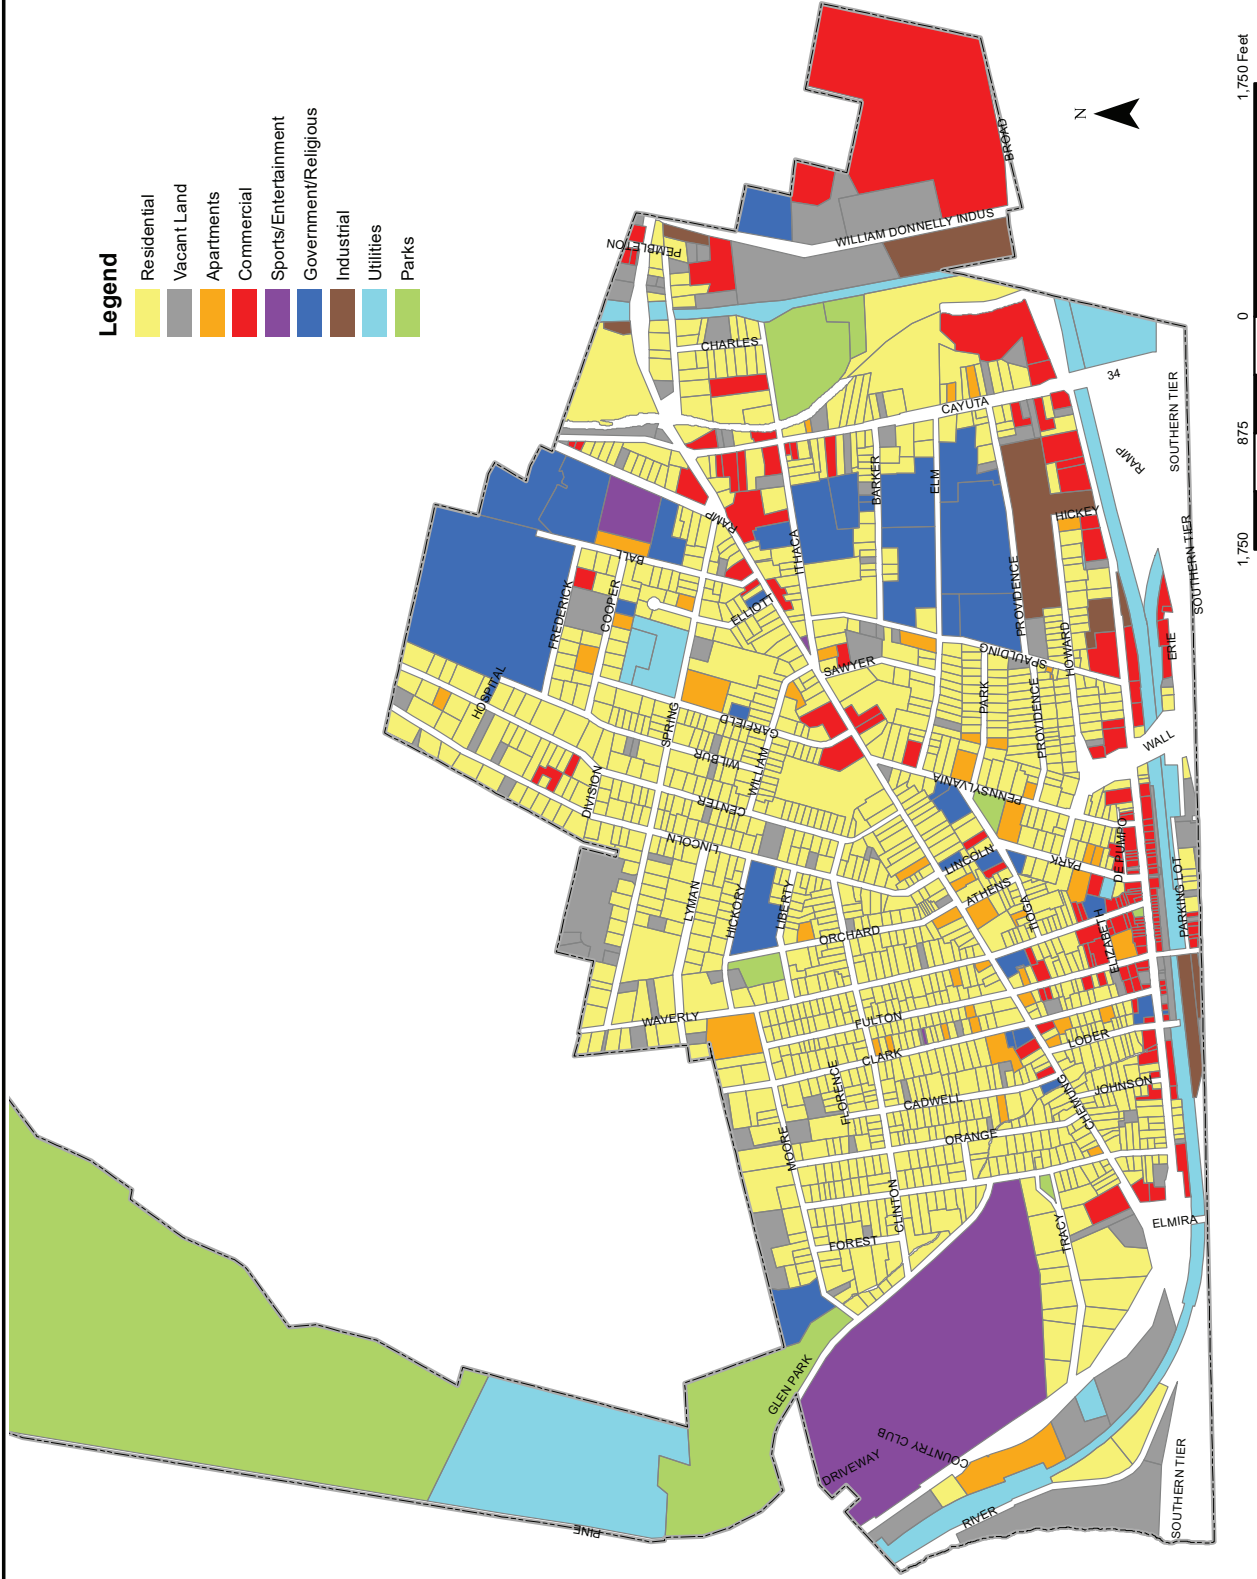 Legend
Residential
Vacant Land
Apartments
Commercial
Sports/Entertainment
Government/Religious
Industrial
Utilities
Parks
N
1,750
875
0
1,750 Feet
BROAD
WILLIAM DONNELLY INDUS
PEMBLETON
CHARLES
34
SOUTHERN TIER
RAMP
CAYUTA
BARKER
ELM
HICKEY
SOUTHERN TIER
RAMP
ITHACA
BALL
FREDERICK
COOPER
ELLIOTT
PROVIDENCE
SPAULDING
HOWARD
ERIE
SAWYER
HOSPITAL
SPRING
GARFIELD
PARK
PROVIDENCE
WALL
WILBUR
WILLIAM
PENNSYLVANIA
DIVISION
CENTER
LINCOLN
DE PUMPO
PARK
LINCOLN
LYMAN
HICKORY
LIBERTY
ATHENS
TIOGA
PARKING LOT
ORCHARD
ELIZABETH
WAVERLY
FULTON
CLARK
LODER
FLORENCE
CADWELL
CHEMUNG
JOHNSON
MOORE
ORANGE
CLINTON
FOREST
TRACY
ELMIRA
GLEN PARK
COUNTRY CLUB
DRIVEWAY
RIVER
SOUTHERN TIER
PINE